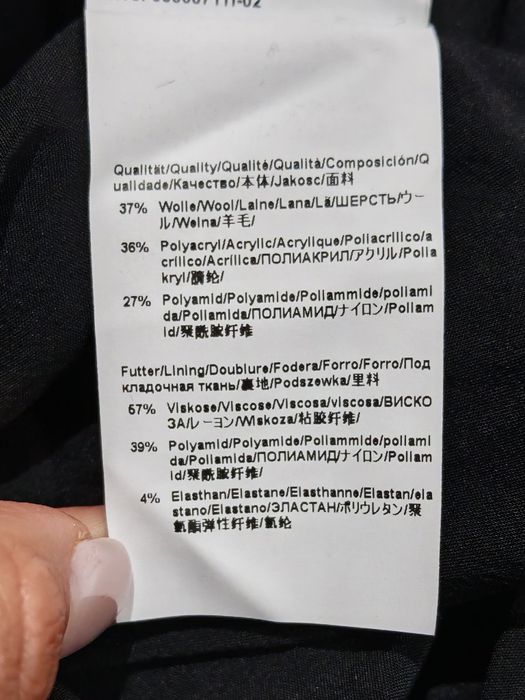 Qualität/Quality/Qualité/Qualità/Composición/Q
ualidade/Качество/本体/Jakosc/面料
37% Wolle/Wool/Laine/Lana/Lã/ШЕРСТЬ/ウー
ル/Welna/羊毛/
36% Polyacryl/Acrylic/Acrylique/Poliacrilico/a
crílico/Acrílica/ПОЛИАКРИЛ/アクリル/Polia
kryl/腈纶/
27% Polyamid/Polyamide/Poliammide/poliami
da/Poliamida/ПОЛИАМИД/ナイロン/Poliam
id/聚酰胺纤维
Futter/Lining/Doublure/Fodera/Forro/Forro/Под
кладочная ткань/裏地/Podszewka/里料
57% Viskose/Viscose/Viscosa/viscosa/ВИСКО
ЗА/レーヨン/Wiskoza/粘胶纤维/
39% Polyamid/Polyamide/Poliammide/poliami
da/Poliamida/ПОЛИАМИД/ナイロン/Poliam
id/聚酰胺纤维/
4% Elasthan/Elastane/Elasthanne/Elastan/ela
stano/Elastano/ЭЛАСТАН/ポリウレタン/聚
氨酯弹性纤维/氨纶